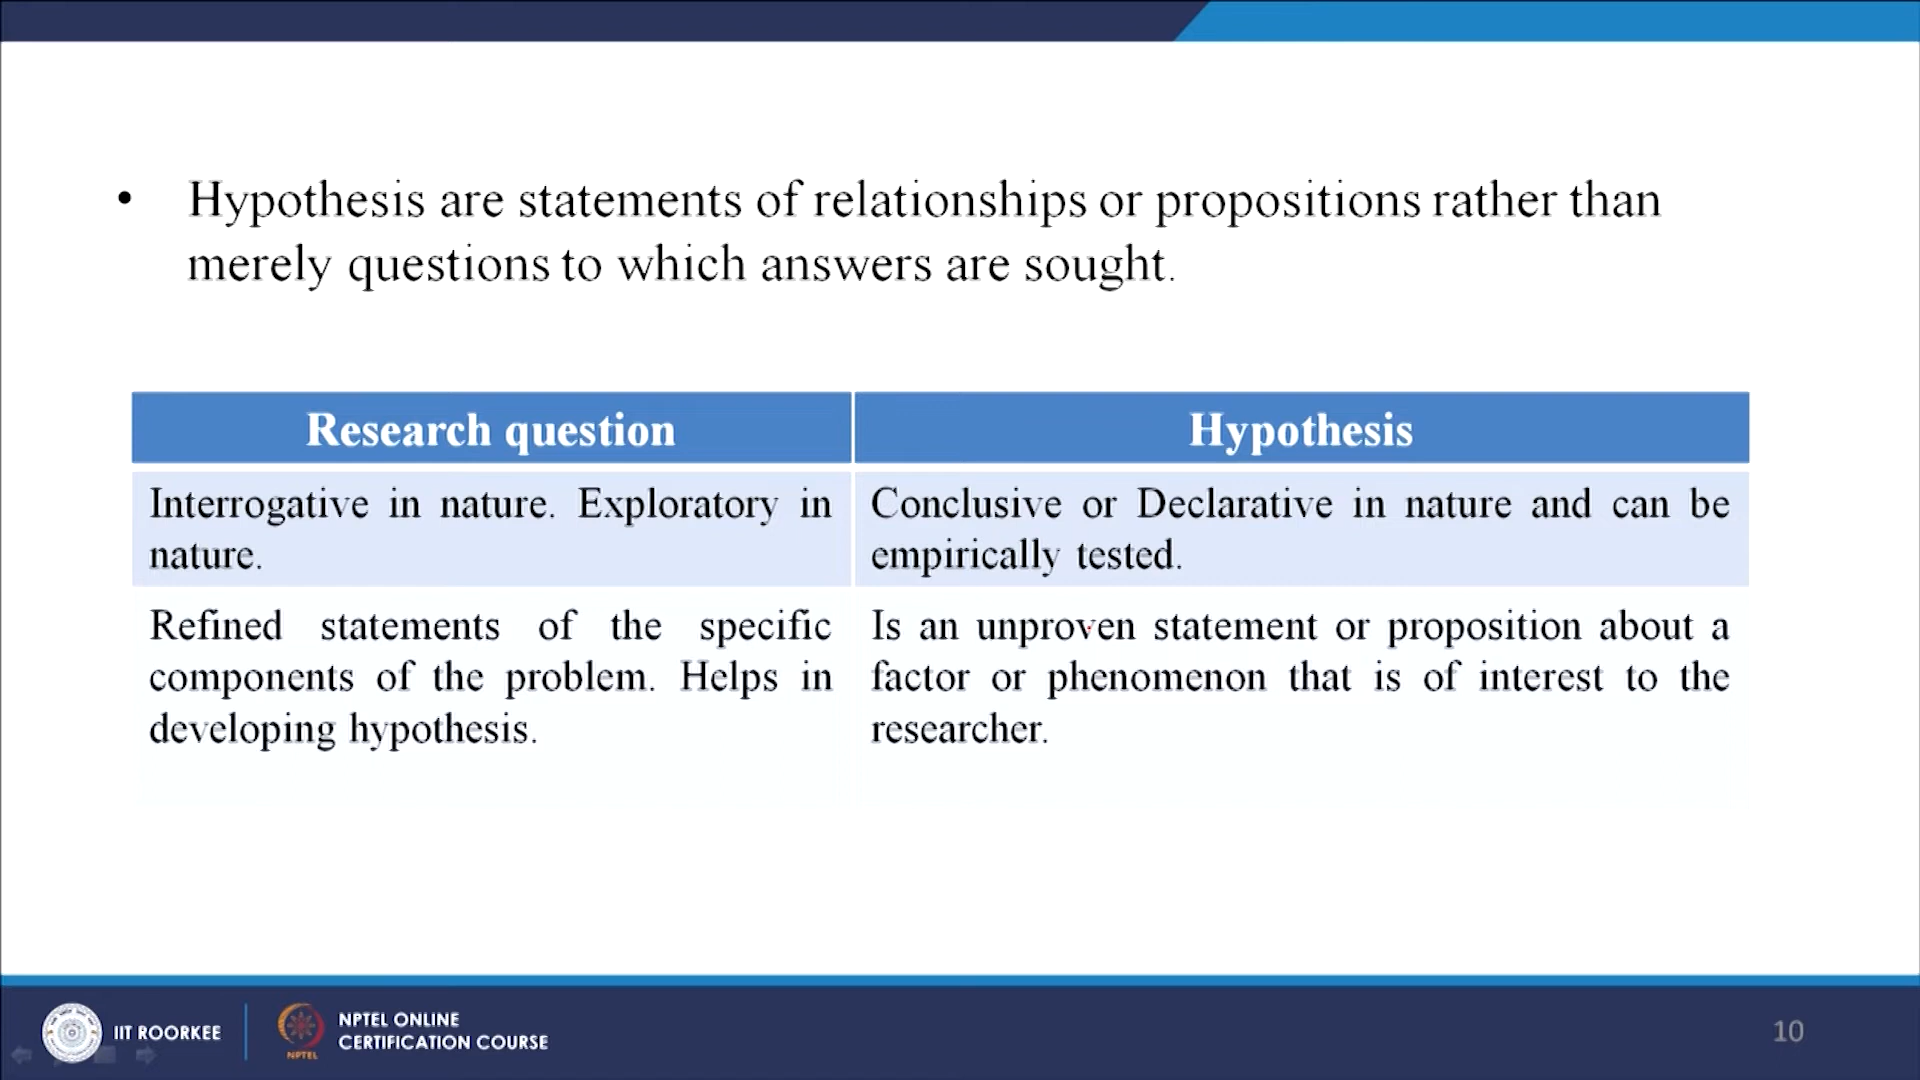 • Hypothesis are statements of relationships or propositions rather than
merely questions to which answers are sought.
Research question
Hypothesis
Interrogative in nature. Exploratory in
nature.
Conclusive or Declarative in nature and can be
empirically tested.
Refined statements of the specific
components of the problem. Helps in
developing hypothesis.
Is an unproven statement or proposition about a
factor or phenomenon that is of interest to the
researcher.
IIT ROORKEE
NPTEL
NPTEL ONLINE
CERTIFICATION COURSE
10